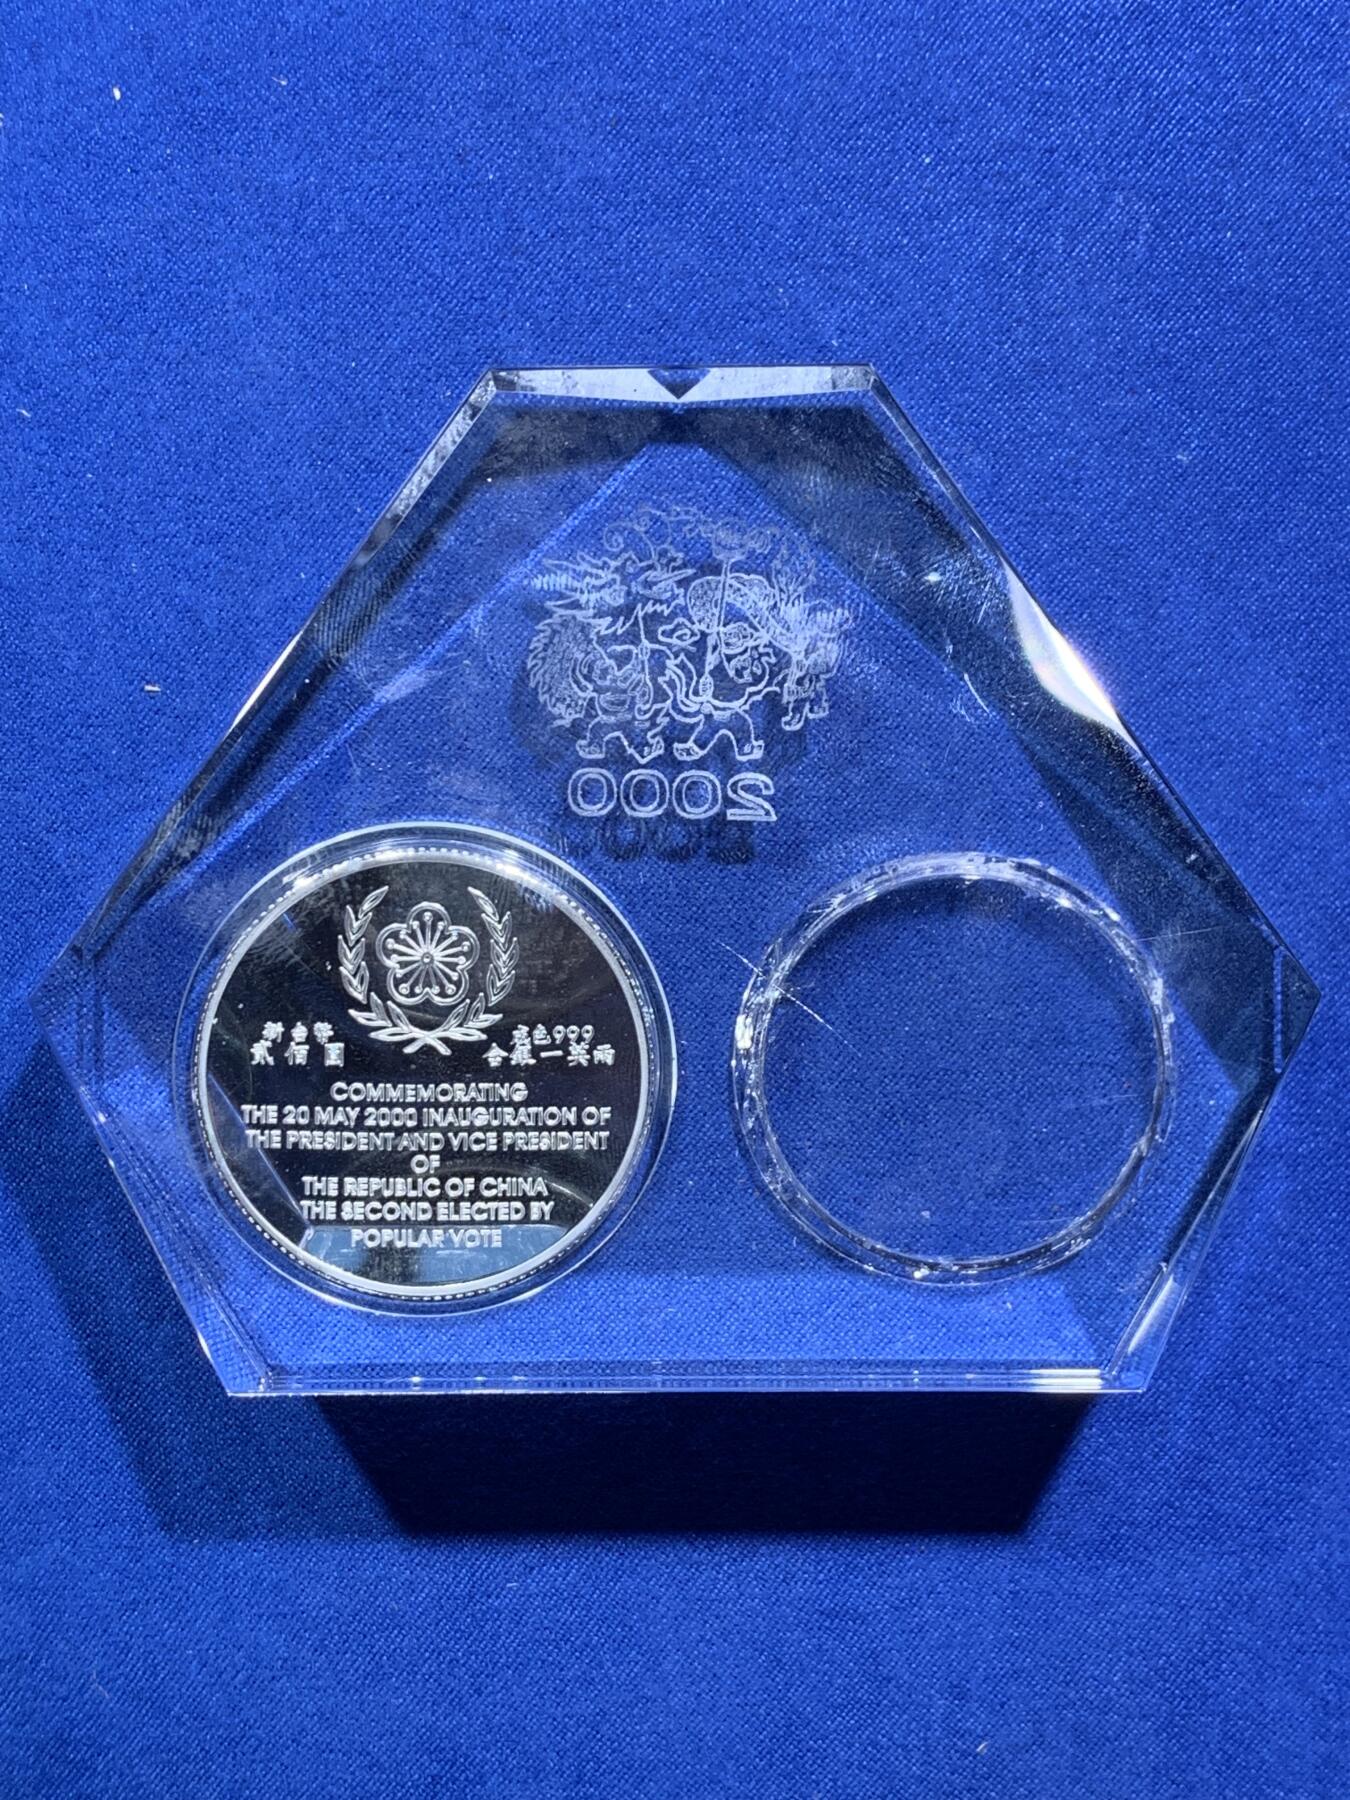 2000
新台幣
貳佰圓
成色999
含銀一英兩
COMMEMORATING
THE 20 MAY 2000 INAUGURATION OF
THE PRESIDENT AND VICE PRESIDENT
OF
THE REPUBLIC OF CHINA
THE SECOND ELECTED BY
POPULAR VOTE